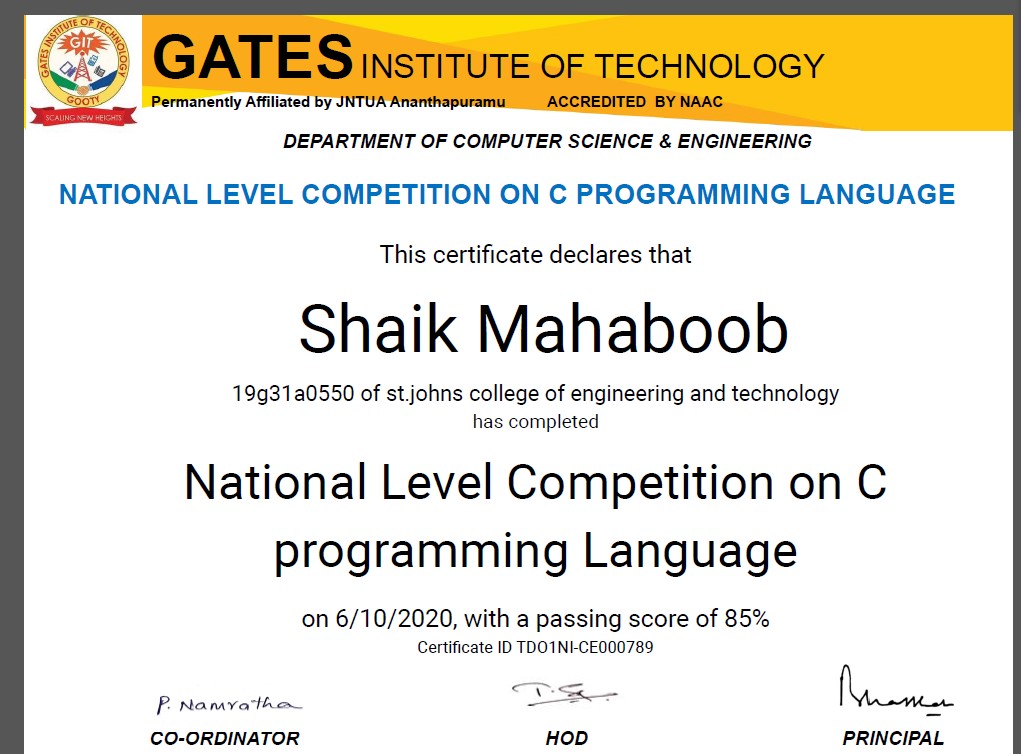 GATES INSTITUTE OF TECHNOLOGY
GIT
GOOTY
SCALING NEW HEIGHTS
GATES INSTITUTE OF TECHNOLOGY
Permanently Affiliated by JNTUA Ananthapuramu ACCREDITED BY NAAC
DEPARTMENT OF COMPUTER SCIENCE & ENGINEERING
NATIONAL LEVEL COMPETITION ON C PROGRAMMING LANGUAGE
This certificate declares that
Shaik Mahaboob
19g31a0550 of st.johns college of engineering and technology
has completed
National Level Competition on C
programming Language
on 6/10/2020, with a passing score of 85%
Certificate ID TDO1NI-CE000789
P. Namratha
CO-ORDINATOR HOD PRINCIPAL